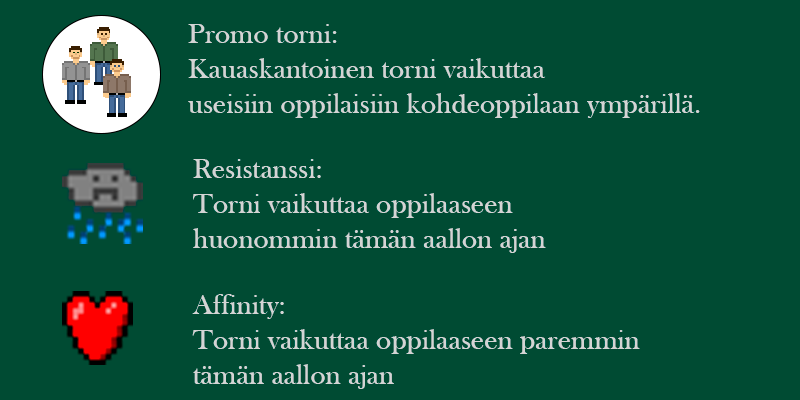 Promo torni:
Kauaskantoinen torni vaikuttaa
useisiin oppilaisiin kohdeoppilaan ympärillä.
Resistanssi:
Torni vaikuttaa oppilaaseen
huonommin tämän aallon ajan
Affinity:
Torni vaikuttaa oppilaaseen paremmin
tämän aallon ajan